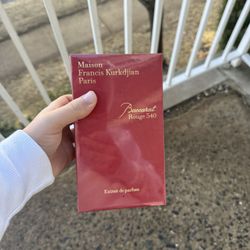 Maison
Francis Kurkdjian
Paris
Baccarat
Rouge 540
Extrait de parfum